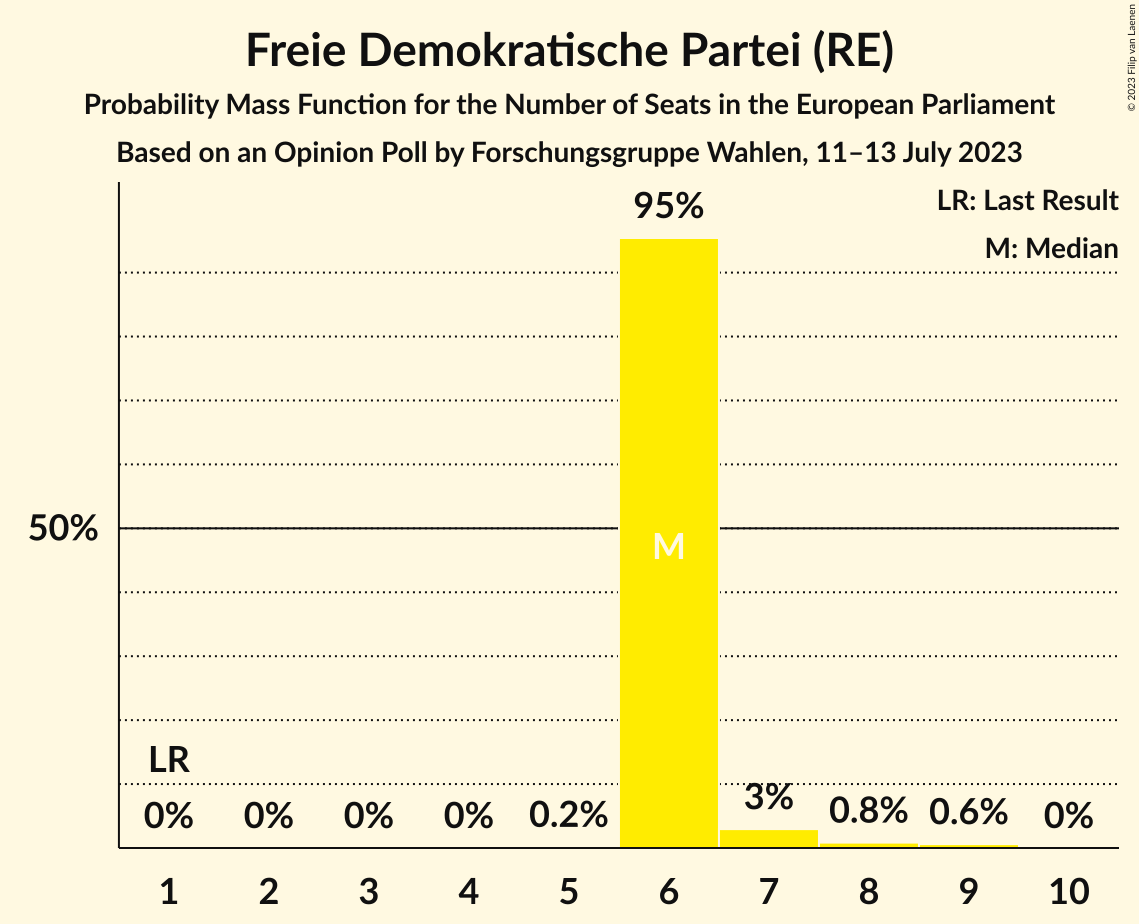 Freie Demokratische Partei (RE)
Probability Mass Function for the Number of Seats in the European Parliament
Based on an Opinion Poll by Forschungsgruppe Wahlen, 11–13 July 2023
© 2023 Filip van Laenen
LR: Last Result
M: Median
95%
50%
M
LR
0% 0% 0% 0% 0.2% 3% 0.8% 0.6% 0%
1 2 3 4 5 6 7 8 9 10